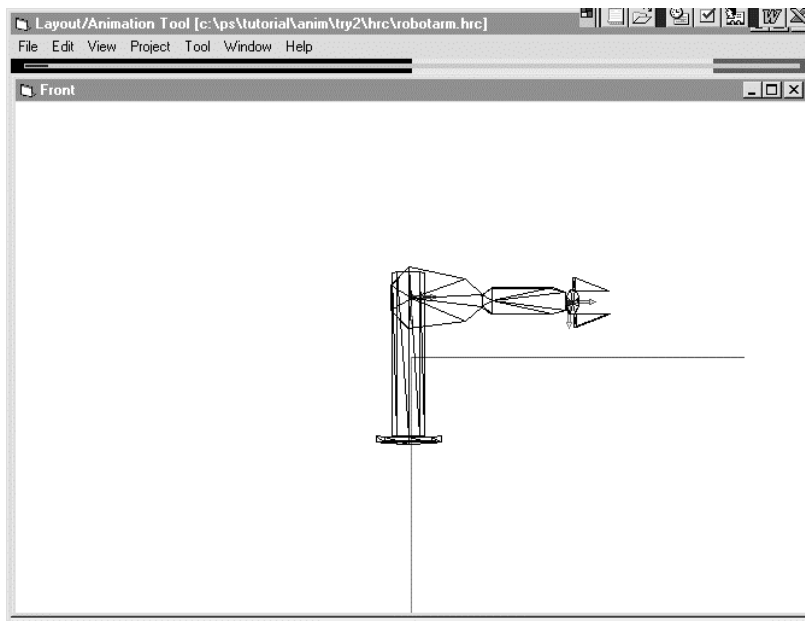 Layout/Animation Tool [c:\ps\tutorial\anim\try2\hrc\robotarm.hrc]
File Edit View Project Tool Window Help
Front